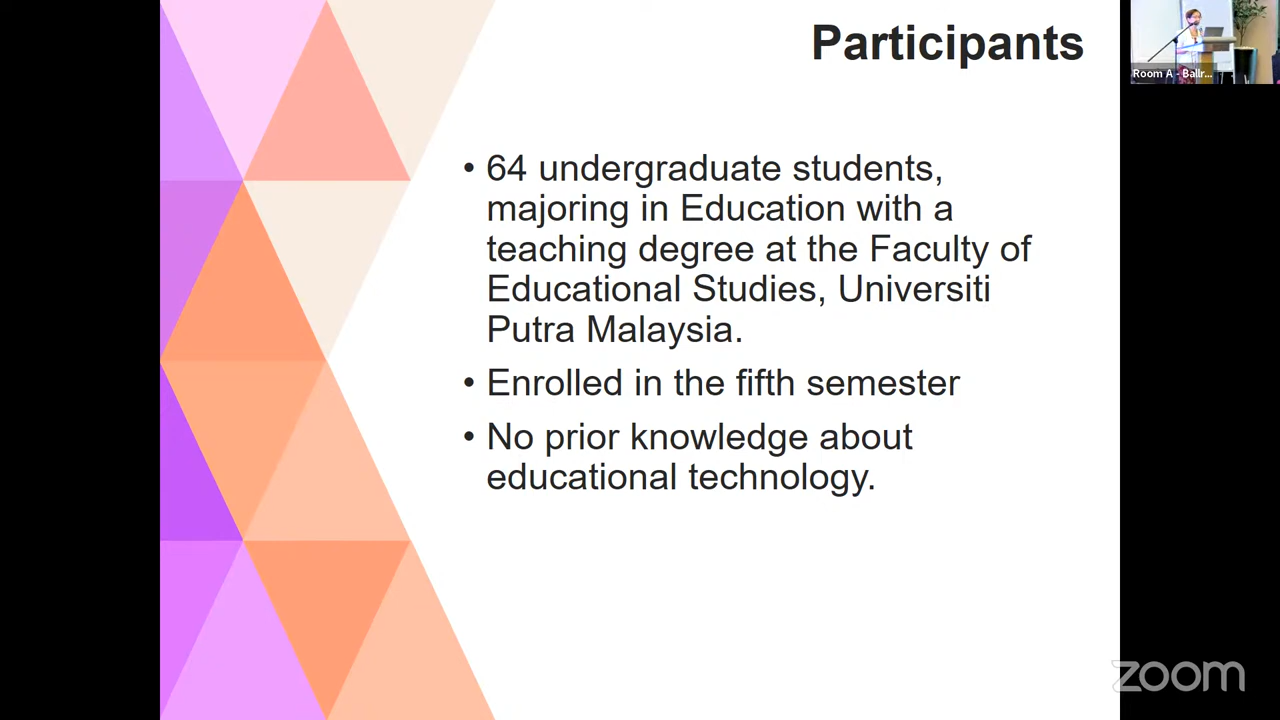 Participants
• 64 undergraduate students,
majoring in Education with a
teaching degree at the Faculty of
Educational Studies, Universiti
Putra Malaysia.
• Enrolled in the fifth semester
• No prior knowledge about
educational technology.
Room A - Ballr...
zoom